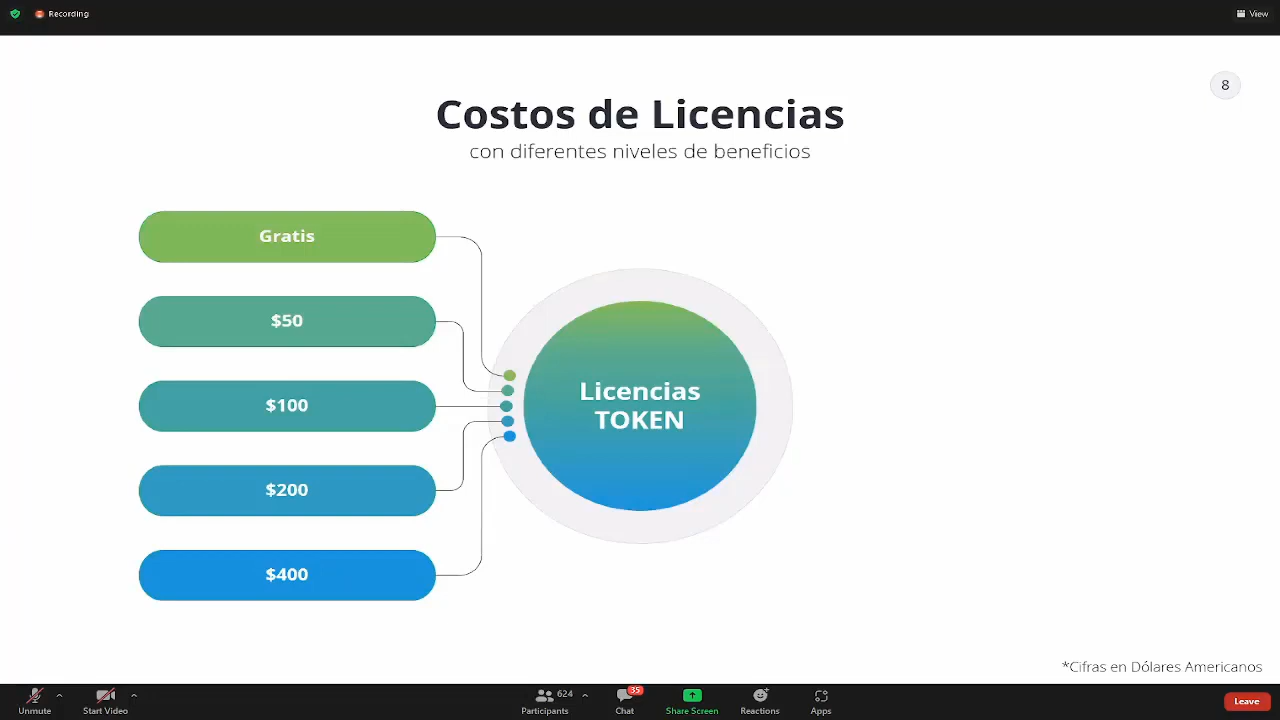 Recording
View
8
Costos de Licencias
con diferentes niveles de beneficios
Gratis
$50
$100
$200
$400
Licencias
TOKEN
*Cifras en Dólares Americanos
Unmute
Start Video
624
Participants
35
Chat
Share Screen
Reactions
Apps
Leave